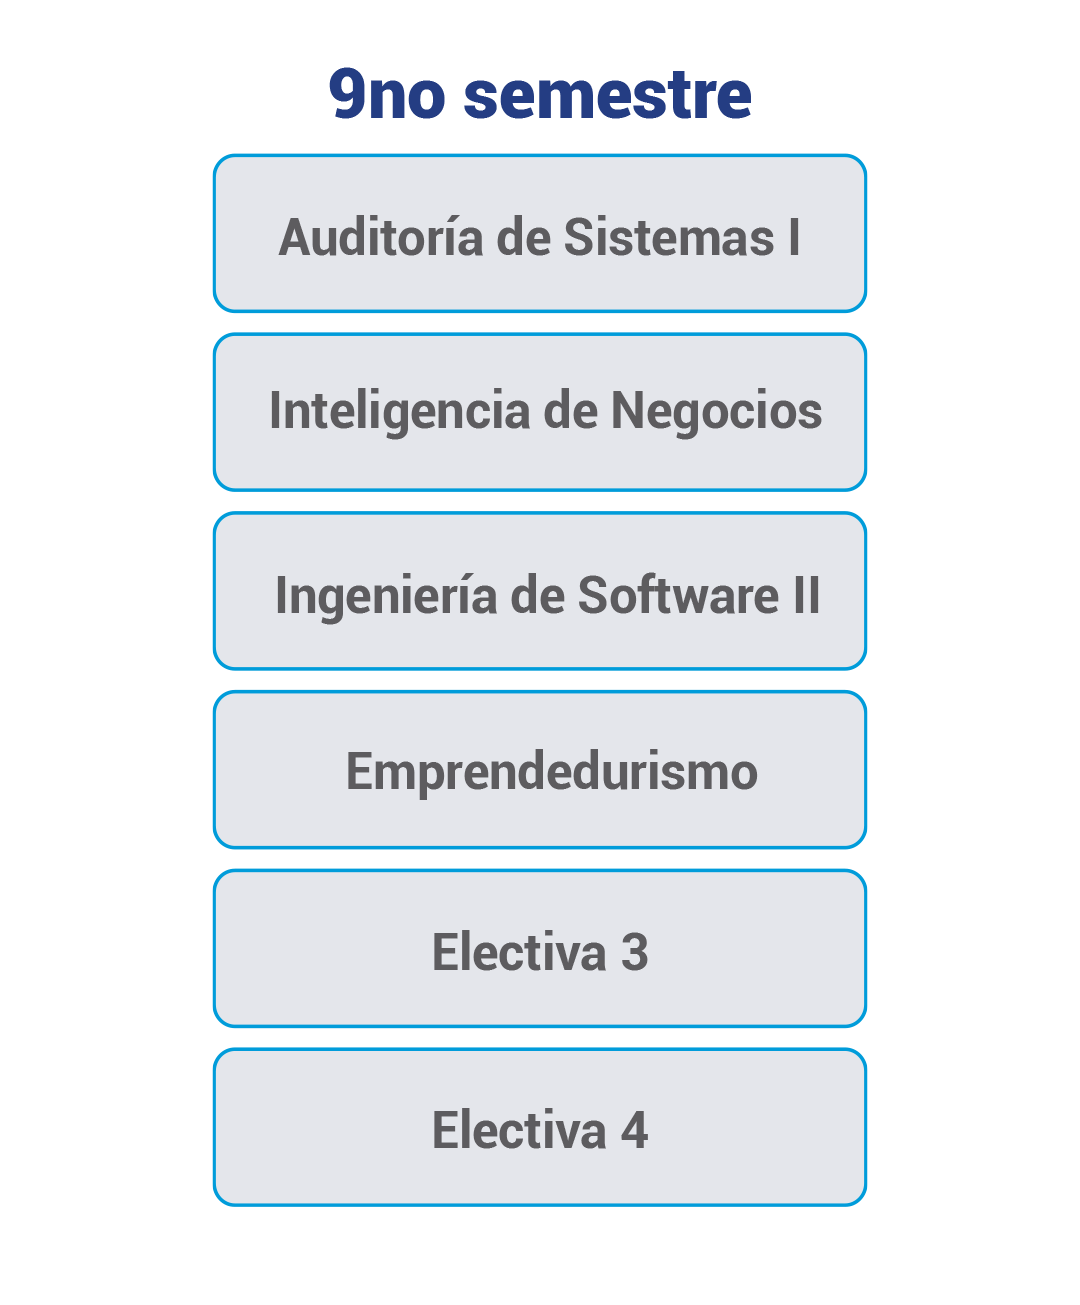 9no semestre
Auditoría de Sistemas I
Inteligencia de Negocios
Ingeniería de Software II
Emprendedurismo
Electiva 3
Electiva 4